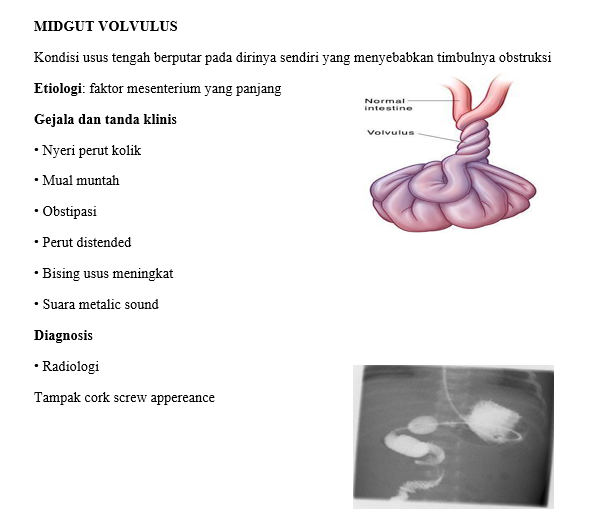 MIDGUT VOLVULUS
Kondisi usus tengah berputar pada dirinya sendiri yang menyebabkan timbulnya obstruksi
Etiologi: faktor mesenterium yang panjang
Gejala dan tanda klinis
• Nyeri perut kolik
• Mual muntah
• Obstipasi
• Perut distended
• Bising usus meningkat
• Suara metalic sound
Diagnosis
• Radiologi
Tampak cork screw appereance
Normal
intestine
Volvulus